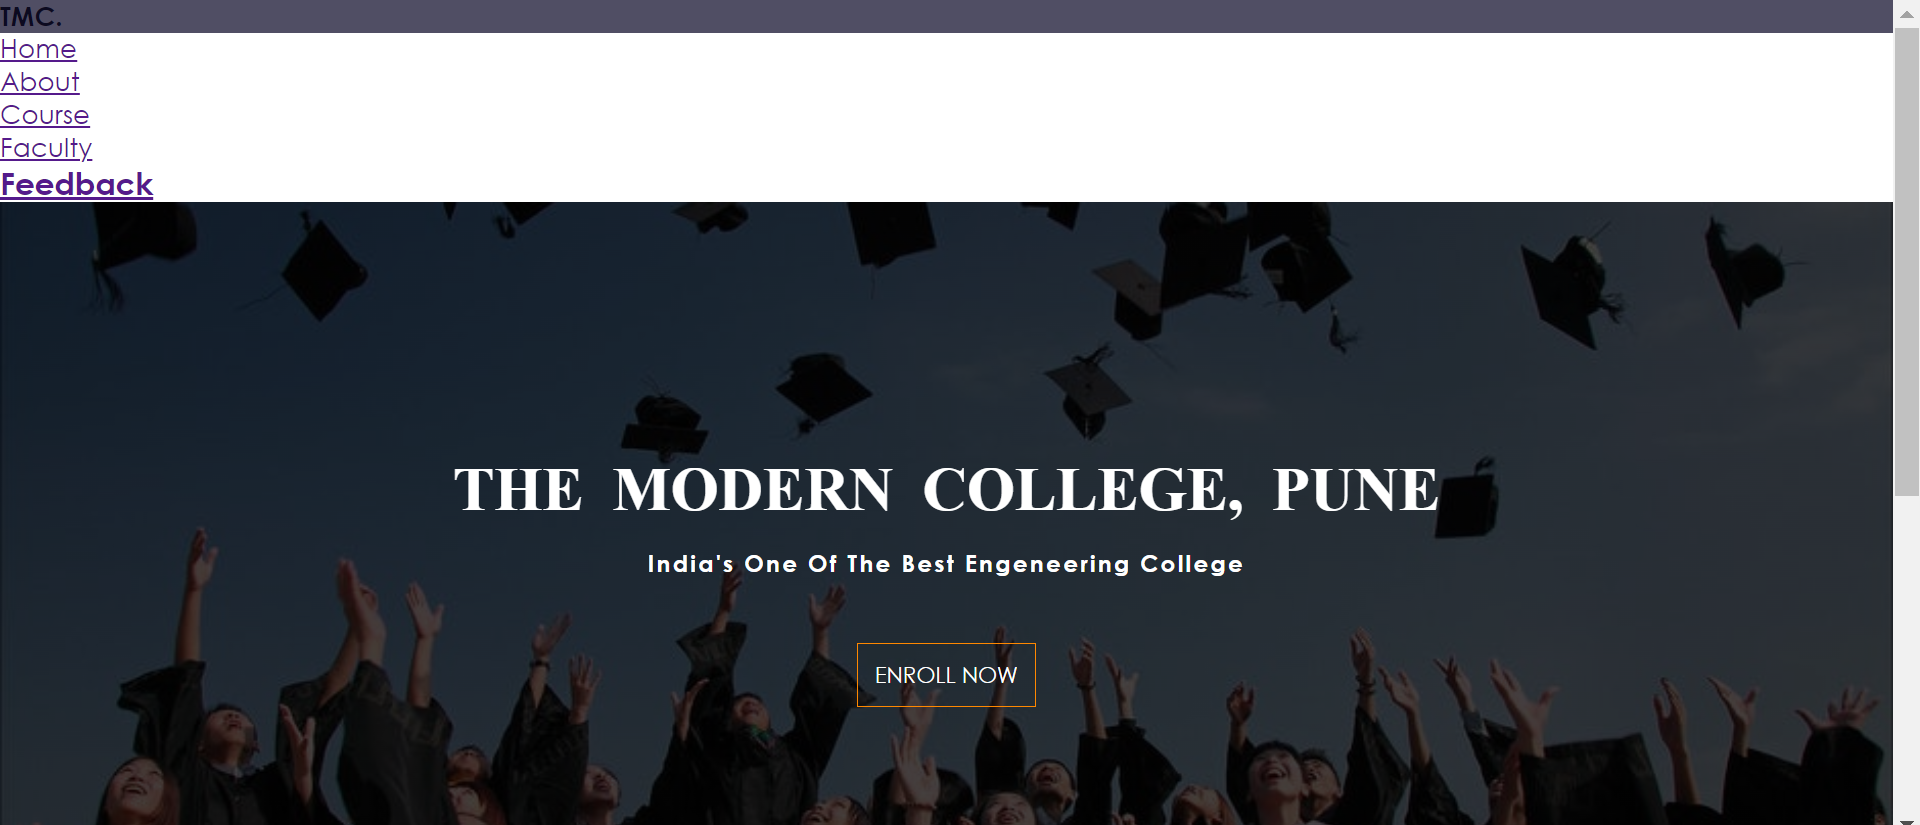 TMC.
Home
About
Course
Faculty
Feedback
THE MODERN COLLEGE, PUNE
India's One Of The Best Engeneering College
ENROLL NOW